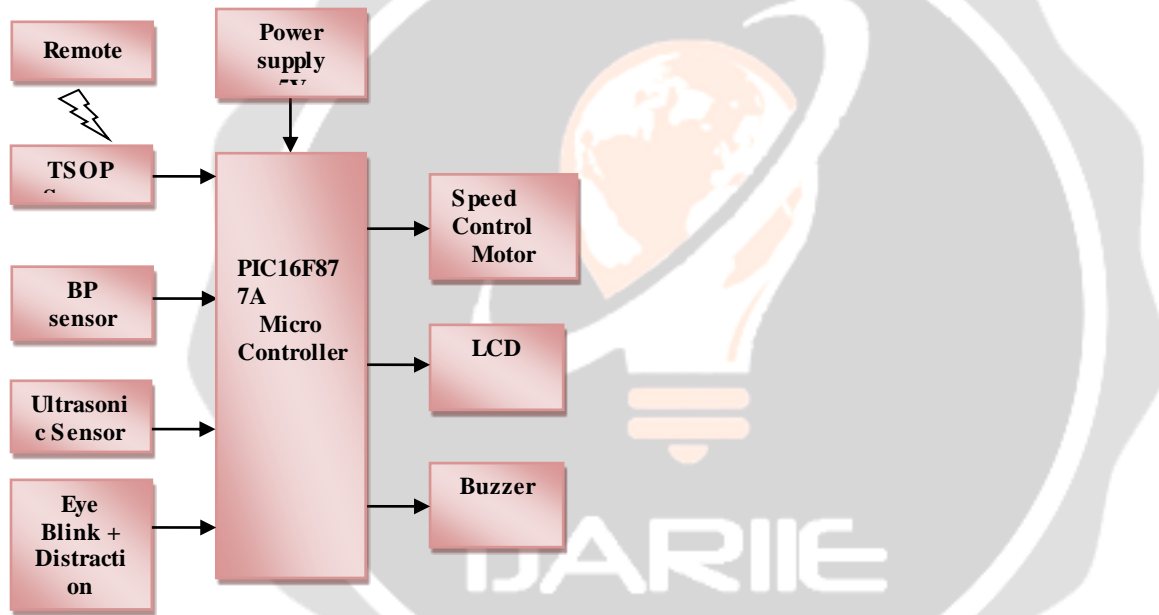 Remote
Power
supply
TSOP
BP
sensor
Ultrasoni
c Sensor
Eye
Blink +
Distracti
on
PIC16F87
7A
Micro
Controller
Speed
Control
Motor
LCD
Buzzer
IJARIIE